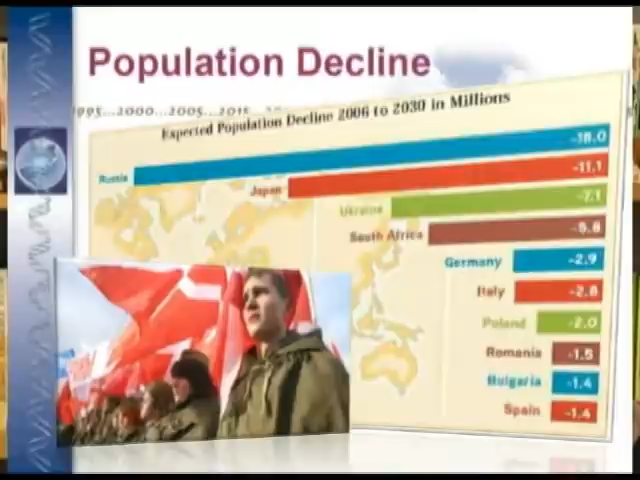 Population Decline
1995...2000...2005...2015
Expected Population Decline 2006 to 2030 in Millions
Russia -18.0
Japan -11.1
Ukraine -7.1
South Africa -5.8
Germany -2.9
Italy -2.8
Poland -2.0
Romania -1.5
Bulgaria -1.4
Spain -1.4